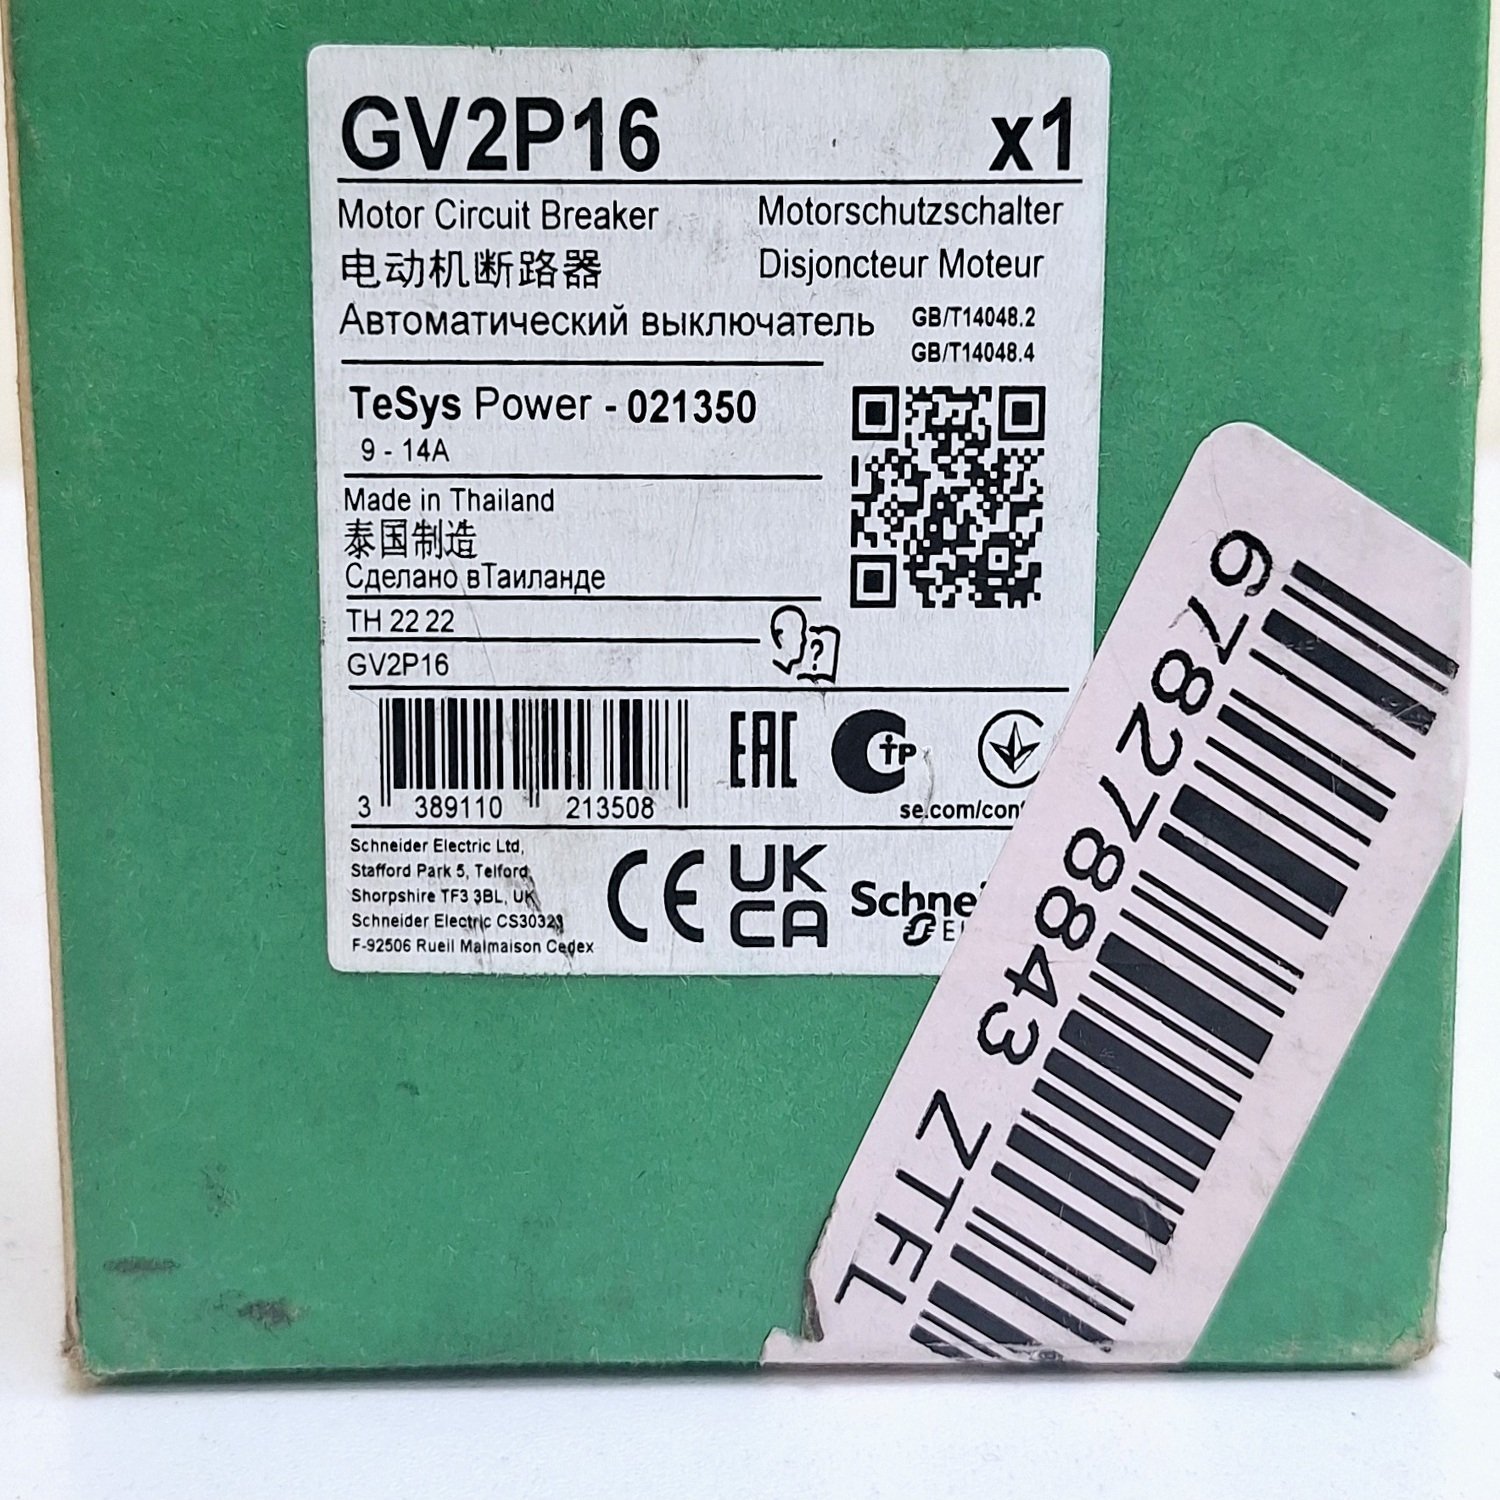 GV2P16 x1
Motor Circuit Breaker
Motorschutzschalter
电动机断路器
Disjoncteur Moteur
Автоматический выключатель
GB/T14048.2
GB/T14048.4
TeSys Power - 021350
9 - 14A
Made in Thailand
泰国制造
Сделано вТаиланде
TH 22 22
GV2P16
?
3 389110 213508
EAC
TP
se.com/con
Schneider Electric Ltd,
Stafford Park 5, Telford
Shorpshire TF3 3BL, UK
Schneider Electric CS30323
F-92506 Rueil Malmaison Cedex
CE
UK
CA
Schne
6782788843 ZTFL